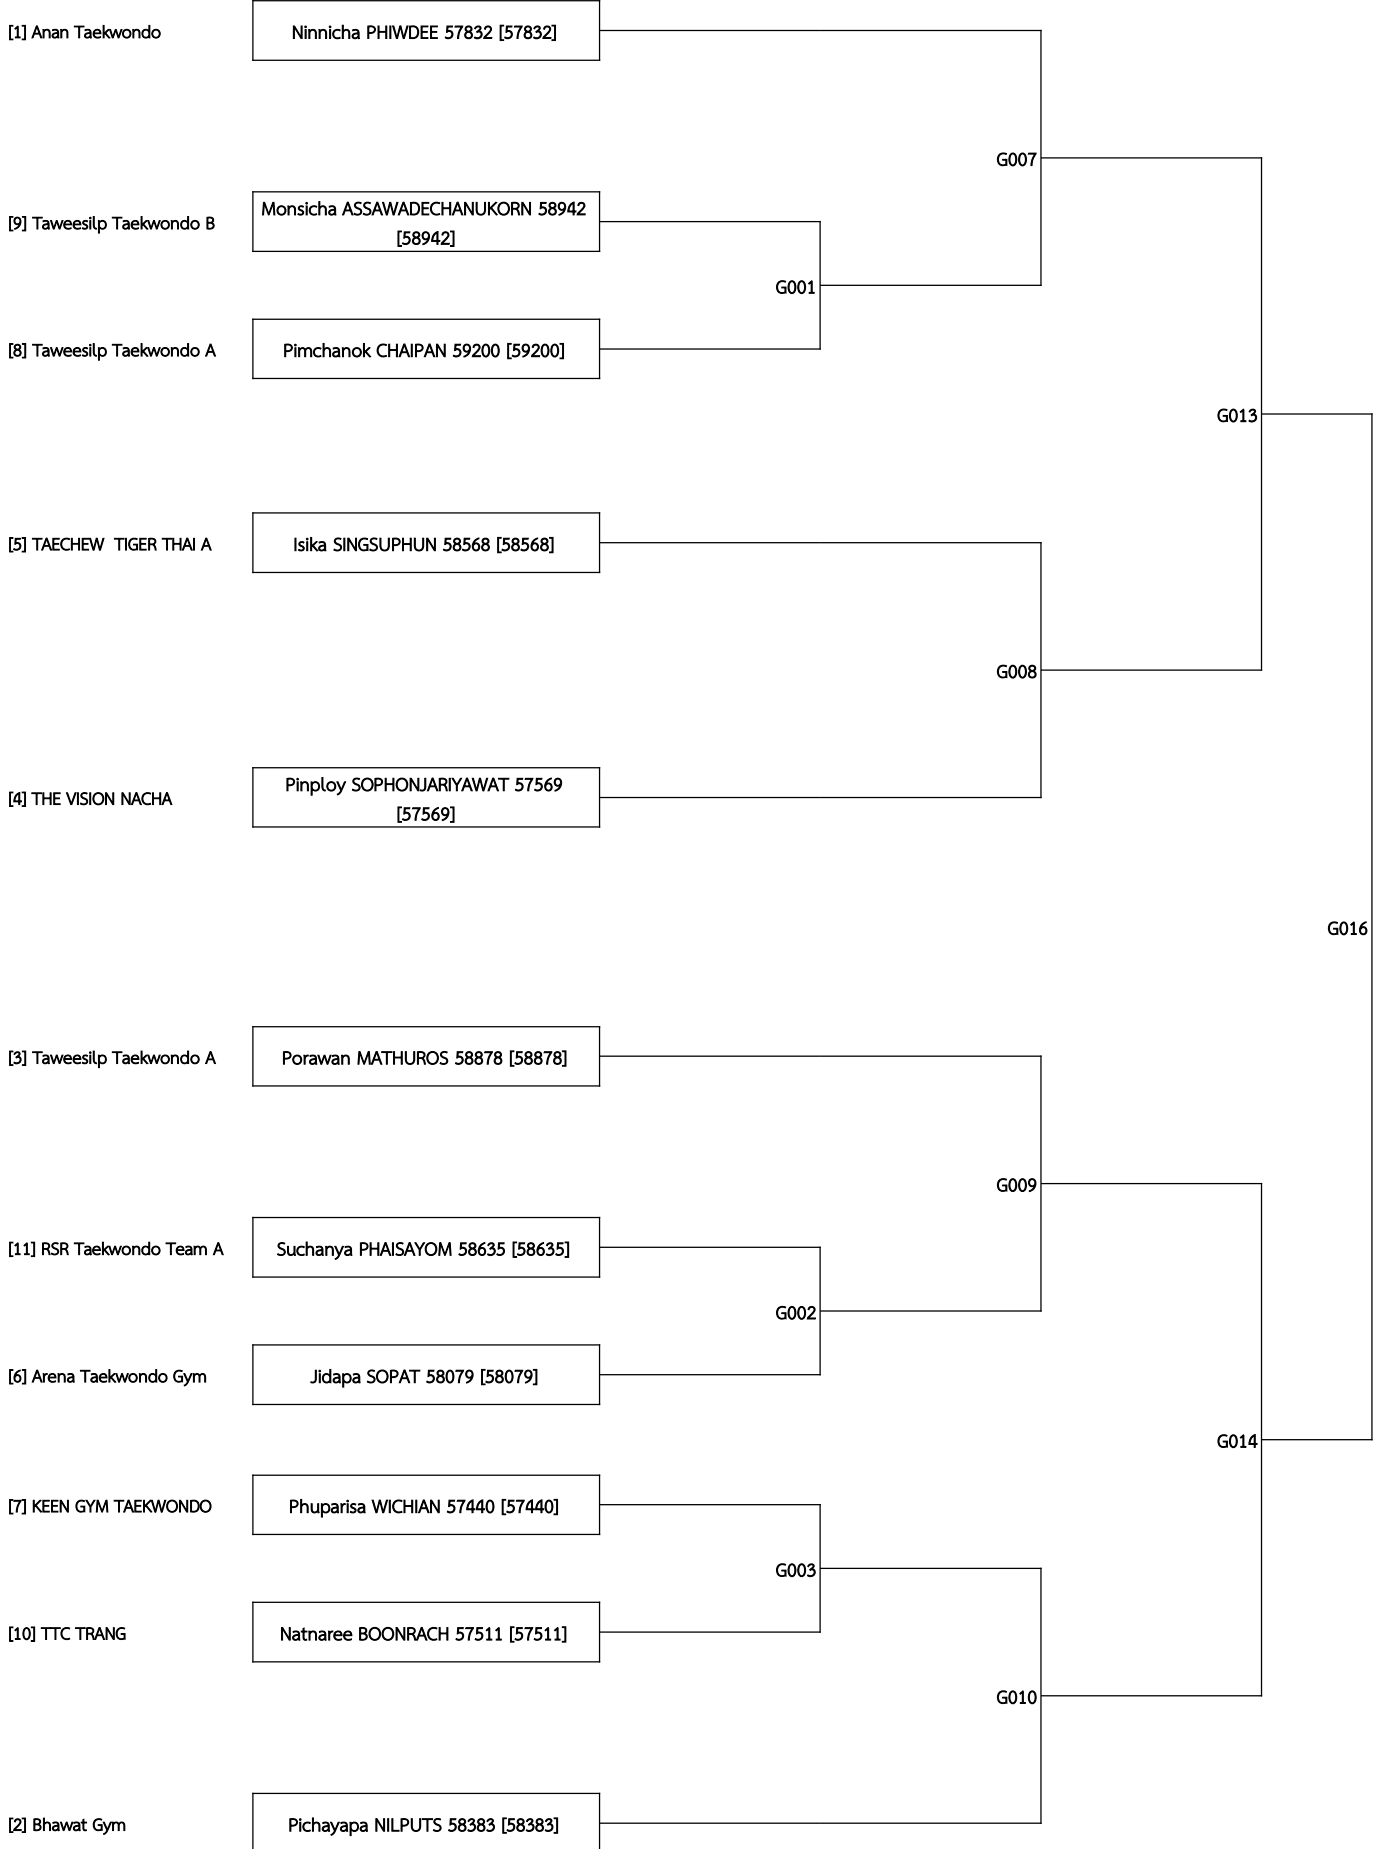 [1] Anan Taekwondo
Ninnicha PHIWDEE 57832 [57832]
G007
[9] Taweesilp Taekwondo B
Monsicha ASSAWADECHANUKORN 58942
[58942]
G001
[8] Taweesilp Taekwondo A
Pimchanok CHAIPAN 59200 [59200]
G013
[5] TAECHEW  TIGER THAI A
Isika SINGSUPHUN 58568 [58568]
G008
[4] THE VISION NACHA
Pinploy SOPHONJARIYAWAT 57569
[57569]
G016
[3] Taweesilp Taekwondo A
Porawan MATHUROS 58878 [58878]
G009
[11] RSR Taekwondo Team A
Suchanya PHAISAYOM 58635 [58635]
G002
[6] Arena Taekwondo Gym
Jidapa SOPAT 58079 [58079]
G014
[7] KEEN GYM TAEKWONDO
Phuparisa WICHIAN 57440 [57440]
G003
[10] TTC TRANG
Natnaree BOONRACH 57511 [57511]
G010
[2] Bhawat Gym
Pichayapa NILPUTS 58383 [58383]